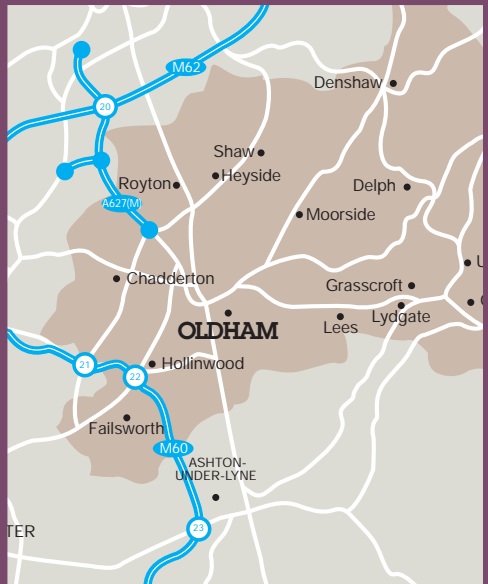 M62
Denshaw
20
Shaw
Heyside
Royton
Delph
A627(M)
Moorside
Chadderton
Grasscroft
Lydgate
Lees
OLDHAM
21
Hollinwood
22
Failsworth
M60
ASHTON-
UNDER-LYNE
23
TER
U